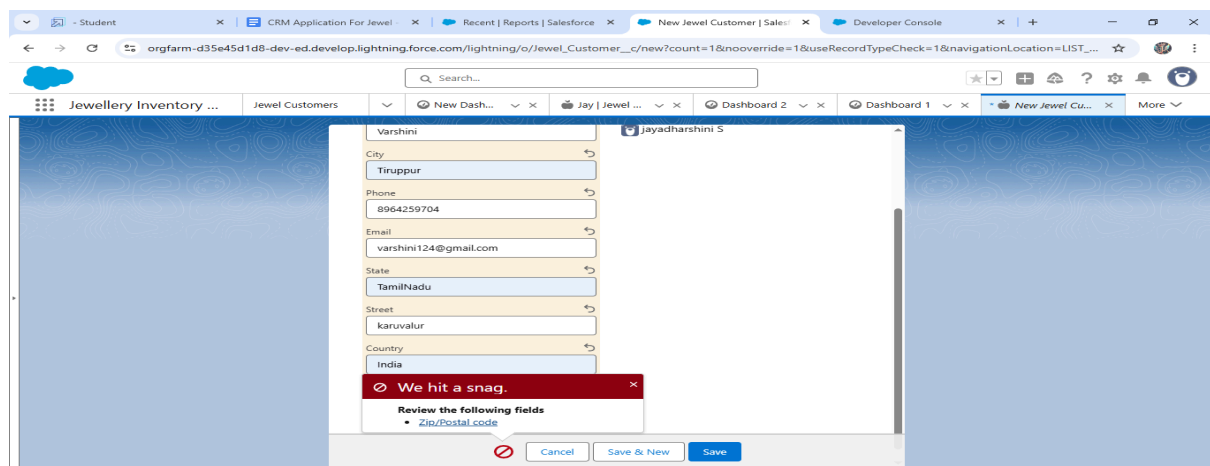 - Student
CRM Application For Jewel -
Recent | Reports | Salesforce
New Jewel Customer | Sales
Developer Console
orgfarm-d35e45d1d8-dev-ed.develop.lightning.force.com/lightning/o/Jewel_Customer__c/new?count=1&nooverride=1&useRecordTypeCheck=1&navigationLocation=LIST_...
Search...
Jewellery Inventory ...
Jewel Customers
New Dash...
Jay | Jewel ...
Dashboard 2
Dashboard 1
* New Jewel Cu...
More
Varshini
jayadharshini S
City
Tiruppur
Phone
8964259704
Email
varshini124@gmail.com
State
TamilNadu
Street
karuvalur
Country
India
We hit a snag.
Review the following fields
• Zip/Postal code
Cancel
Save & New
Save